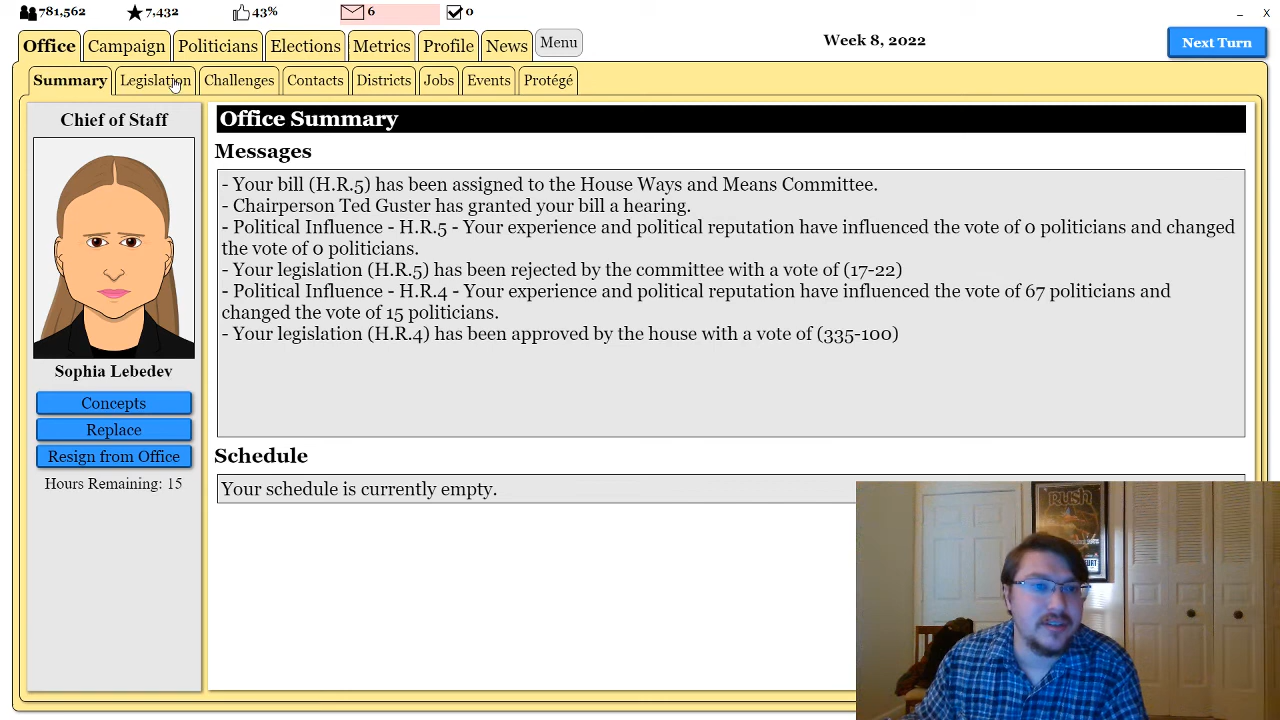 781,562 7,432 43% 6 0
_ X
Office Campaign Politicians Elections Metrics Profile News Menu Week 8, 2022 Next Turn
Summary Legislation Challenges Contacts Districts Jobs Events Protégé
Chief of Staff
Sophia Lebedev
Concepts
Replace
Resign from Office
Hours Remaining: 15
Office Summary
Messages
- Your bill (H.R.5) has been assigned to the House Ways and Means Committee.
- Chairperson Ted Guster has granted your bill a hearing.
- Political Influence - H.R.5 - Your experience and political reputation have influenced the vote of 0 politicians and changed
the vote of 0 politicians.
- Your legislation (H.R.5) has been rejected by the committee with a vote of (17-22)
- Political Influence - H.R.4 - Your experience and political reputation have influenced the vote of 67 politicians and
changed the vote of 15 politicians.
- Your legislation (H.R.4) has been approved by the house with a vote of (335-100)
Schedule
Your schedule is currently empty.
RUSH